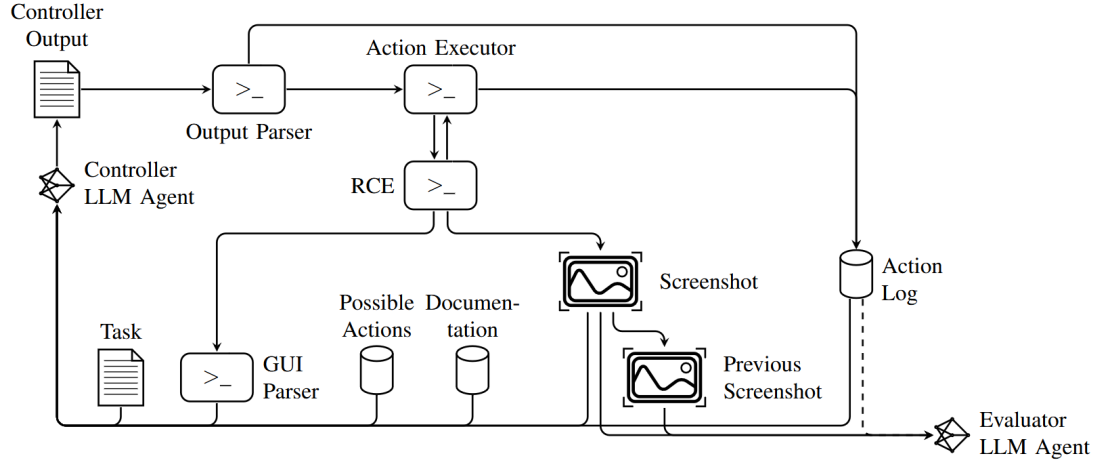 Controller
Output
Action Executor
>_
>_
Output Parser
Controller
LLM Agent
RCE
>_
Screenshot
Action
Log
Possible
Actions
Documen-
tation
Task
>_
GUI
Parser
Previous
Screenshot
Evaluator
LLM Agent